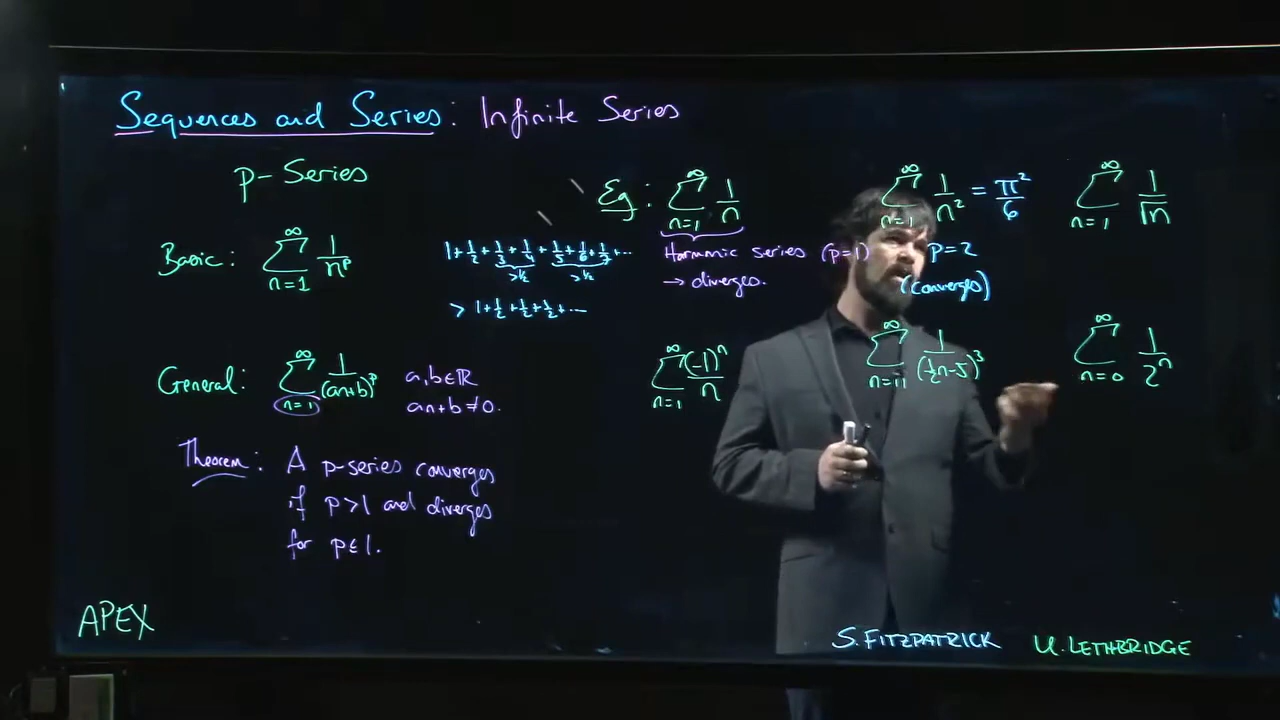 Sequences and Series: Infinite Series
p-Series
Basic: ∞ Σ n=1 1/n^p
General: ∞ Σ n=1 1/(an+b)^p a,b∈ℝ
an+b≠0.
Theorem: A p-series converges
if p>1 and diverges
for p≤1.
1+1/2+1/3+1/4+1/5+1/6+1/7+...
>1/2 >1/2
> 1+1/2+1/2+1/2+...
Eg: ∞ Σ n=1 1/n
Harmonic series (p=1)
→ diverges.
∞ Σ n=1 1/n^2 = π^2/6
p=2
(converges)
∞ Σ n=1 1/√n
∞ Σ n=1 (-1)^n/n
∞ Σ n=11 1/(1/2n-5)^3
∞ Σ n=0 1/2^n
APEX
S. FITZPATRICK
U. LETHBRIDGE